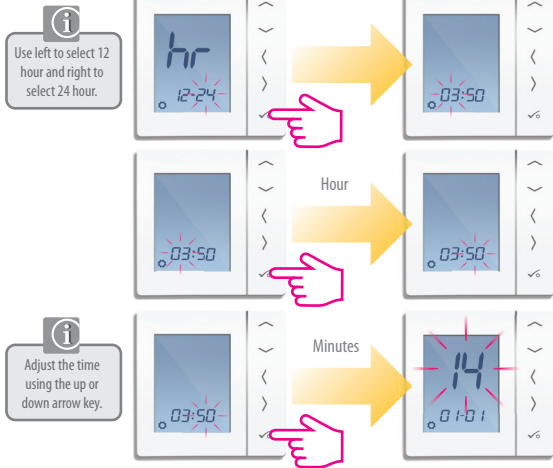 Use left to select 12
hour and right to
select 24 hour.
hr
12-24
03:50
Hour
03:50
03:50
Adjust the time
using the up or
down arrow key.
Minutes
03:50
14
01-01